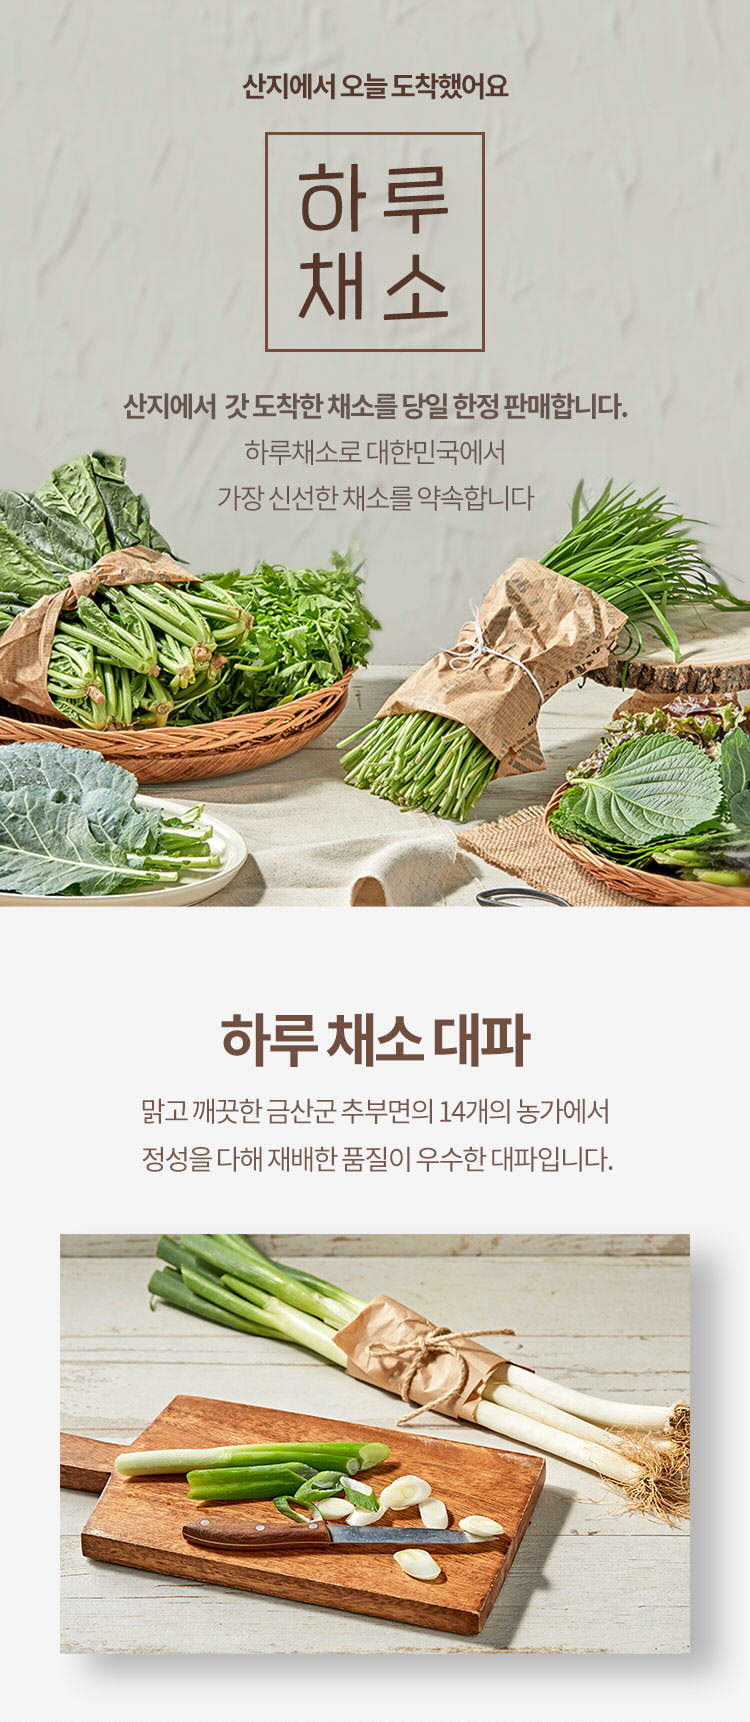 산지에서 오늘 도착했어요
하루
채소
산지에서 갓 도착한 채소를 당일 한정 판매합니다.
하루채소로 대한민국에서
가장 신선한 채소를 약속합니다
하루 채소 대파
맑고 깨끗한 금산군 추부면의 14개의 농가에서
정성을 다해 재배한 품질이 우수한 대파입니다.